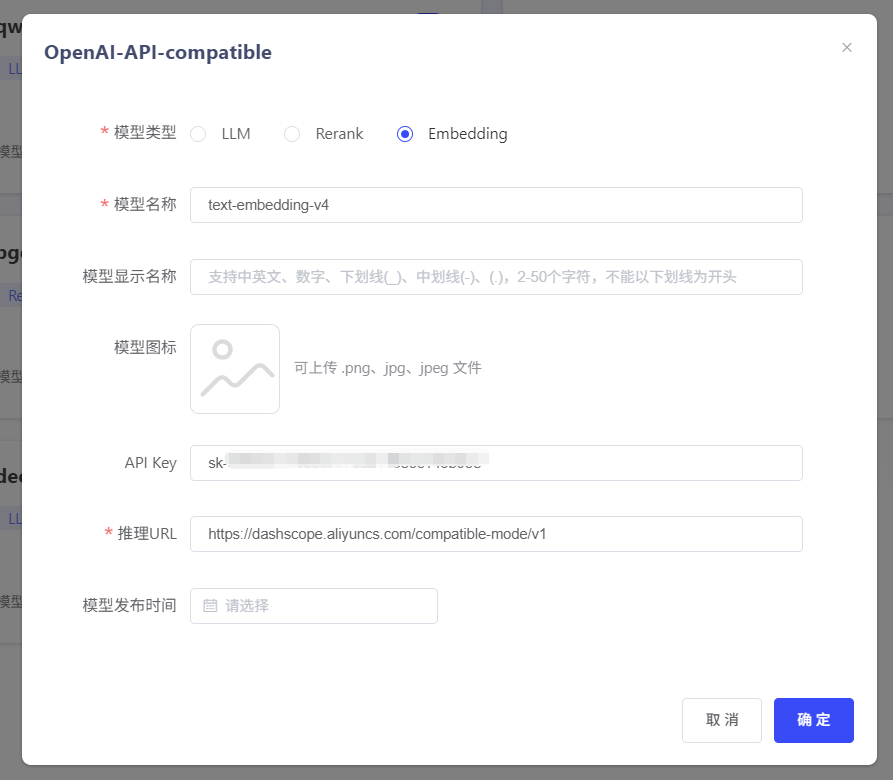 OpenAI-API-compatible
* 模型类型 LLM Rerank Embedding
* 模型名称 text-embedding-v4
模型显示名称 支持中英文、数字、下划线(_)、中划线(-)、(.)，2-50个字符，不能以下划线为开头
模型图标 可上传 .png、jpg、jpeg 文件
API Key sk-
* 推理URL https://dashscope.aliyuncs.com/compatible-mode/v1
模型发布时间 请选择
取 消 确 定